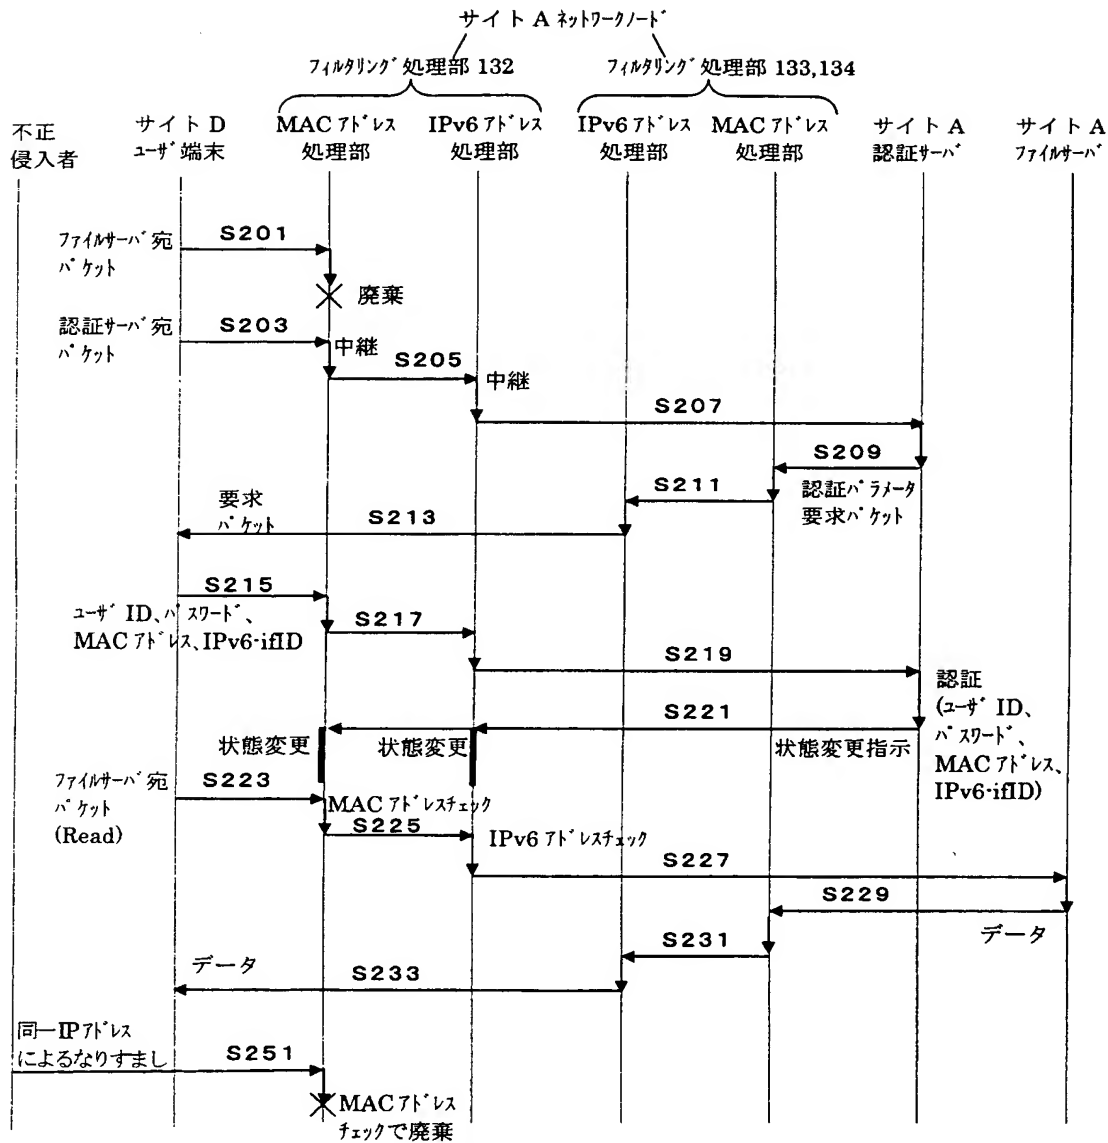 サイト A ネットワークノード
フィルタリング処理部 132
フィルタリング処理部 133,134
不正
侵入者
サイト D
ユーザ端末
MAC アドレス
処理部
IPv6 アドレス
処理部
IPv6 アドレス
処理部
MAC アドレス
処理部
サイト A
認証サーバ
サイト A
ファイルサーバ
ファイルサーバ宛
パケット
S201
廃棄
認証サーバ宛
パケット
S203
中継
S205
中継
S207
S209
認証パラメータ
要求パケット
S211
要求
パケット
S213
S215
ユーザ ID、パスワード、
MAC アドレス、IPv6-ifID
S217
S219
認証
(ユーザ ID、
パスワード、
MAC アドレス、
IPv6-ifID)
S221
状態変更
状態変更
状態変更指示
ファイルサーバ宛
パケット
(Read)
S223
MAC アドレスチェック
S225
IPv6 アドレスチェック
S227
S229
データ
S231
データ
S233
同一IPアドレス
によるなりすまし
S251
MAC アドレス
チェックで廃棄